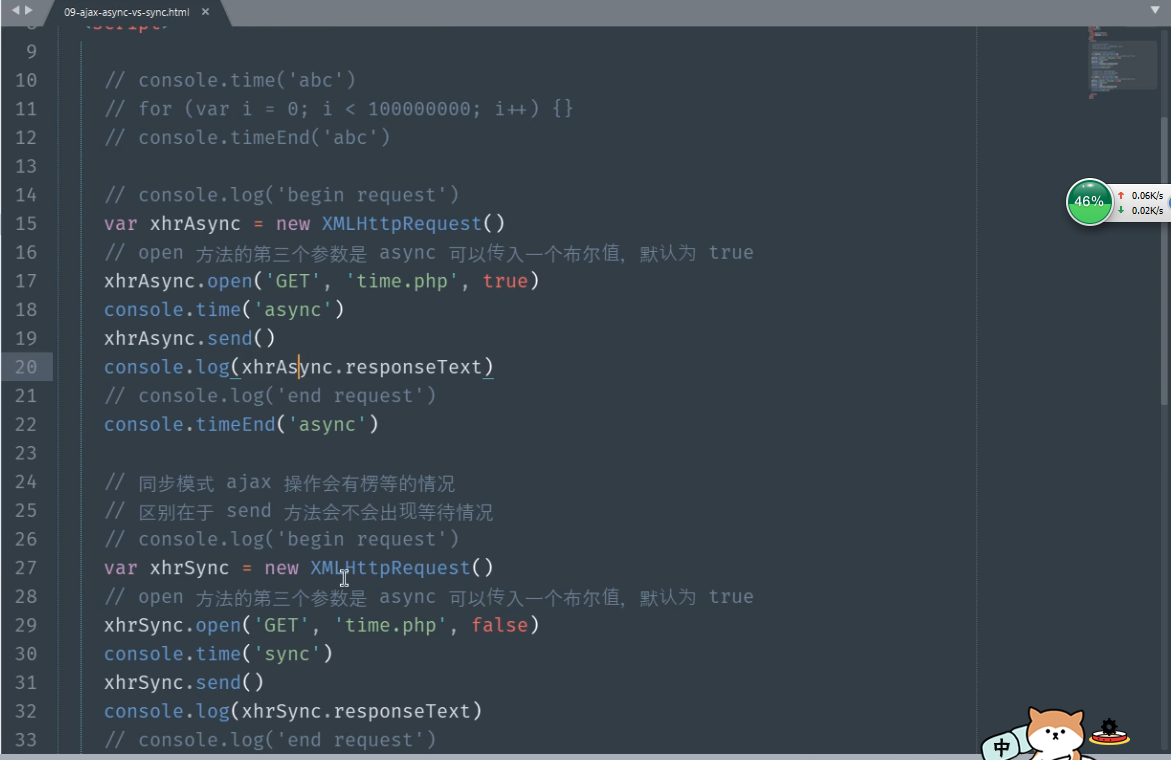 09-ajax-async-vs-sync.html ×
8 <script>
9
10 // console.time('abc')
11 // for (var i = 0; i < 100000000; i++) {}
12 // console.timeEnd('abc')
13
14 // console.log('begin request')
15 var xhrAsync = new XMLHttpRequest()
16 // open 方法的第三个参数是 async 可以传入一个布尔值，默认为 true
17 xhrAsync.open('GET', 'time.php', true)
18 console.time('async')
19 xhrAsync.send()
20 console.log(xhrAsync.responseText)
21 // console.log('end request')
22 console.timeEnd('async')
23
24 // 同步模式 ajax 操作会有楞等的情况
25 // 区别在于 send 方法会不会出现等待情况
26 // console.log('begin request')
27 var xhrSync = new XMLHttpRequest()
28 // open 方法的第三个参数是 async 可以传入一个布尔值，默认为 true
29 xhrSync.open('GET', 'time.php', false)
30 console.time('sync')
31 xhrSync.send()
32 console.log(xhrSync.responseText)
33 // console.log('end request')
46%
↑ 0.06K/s
↓ 0.02K/s
中